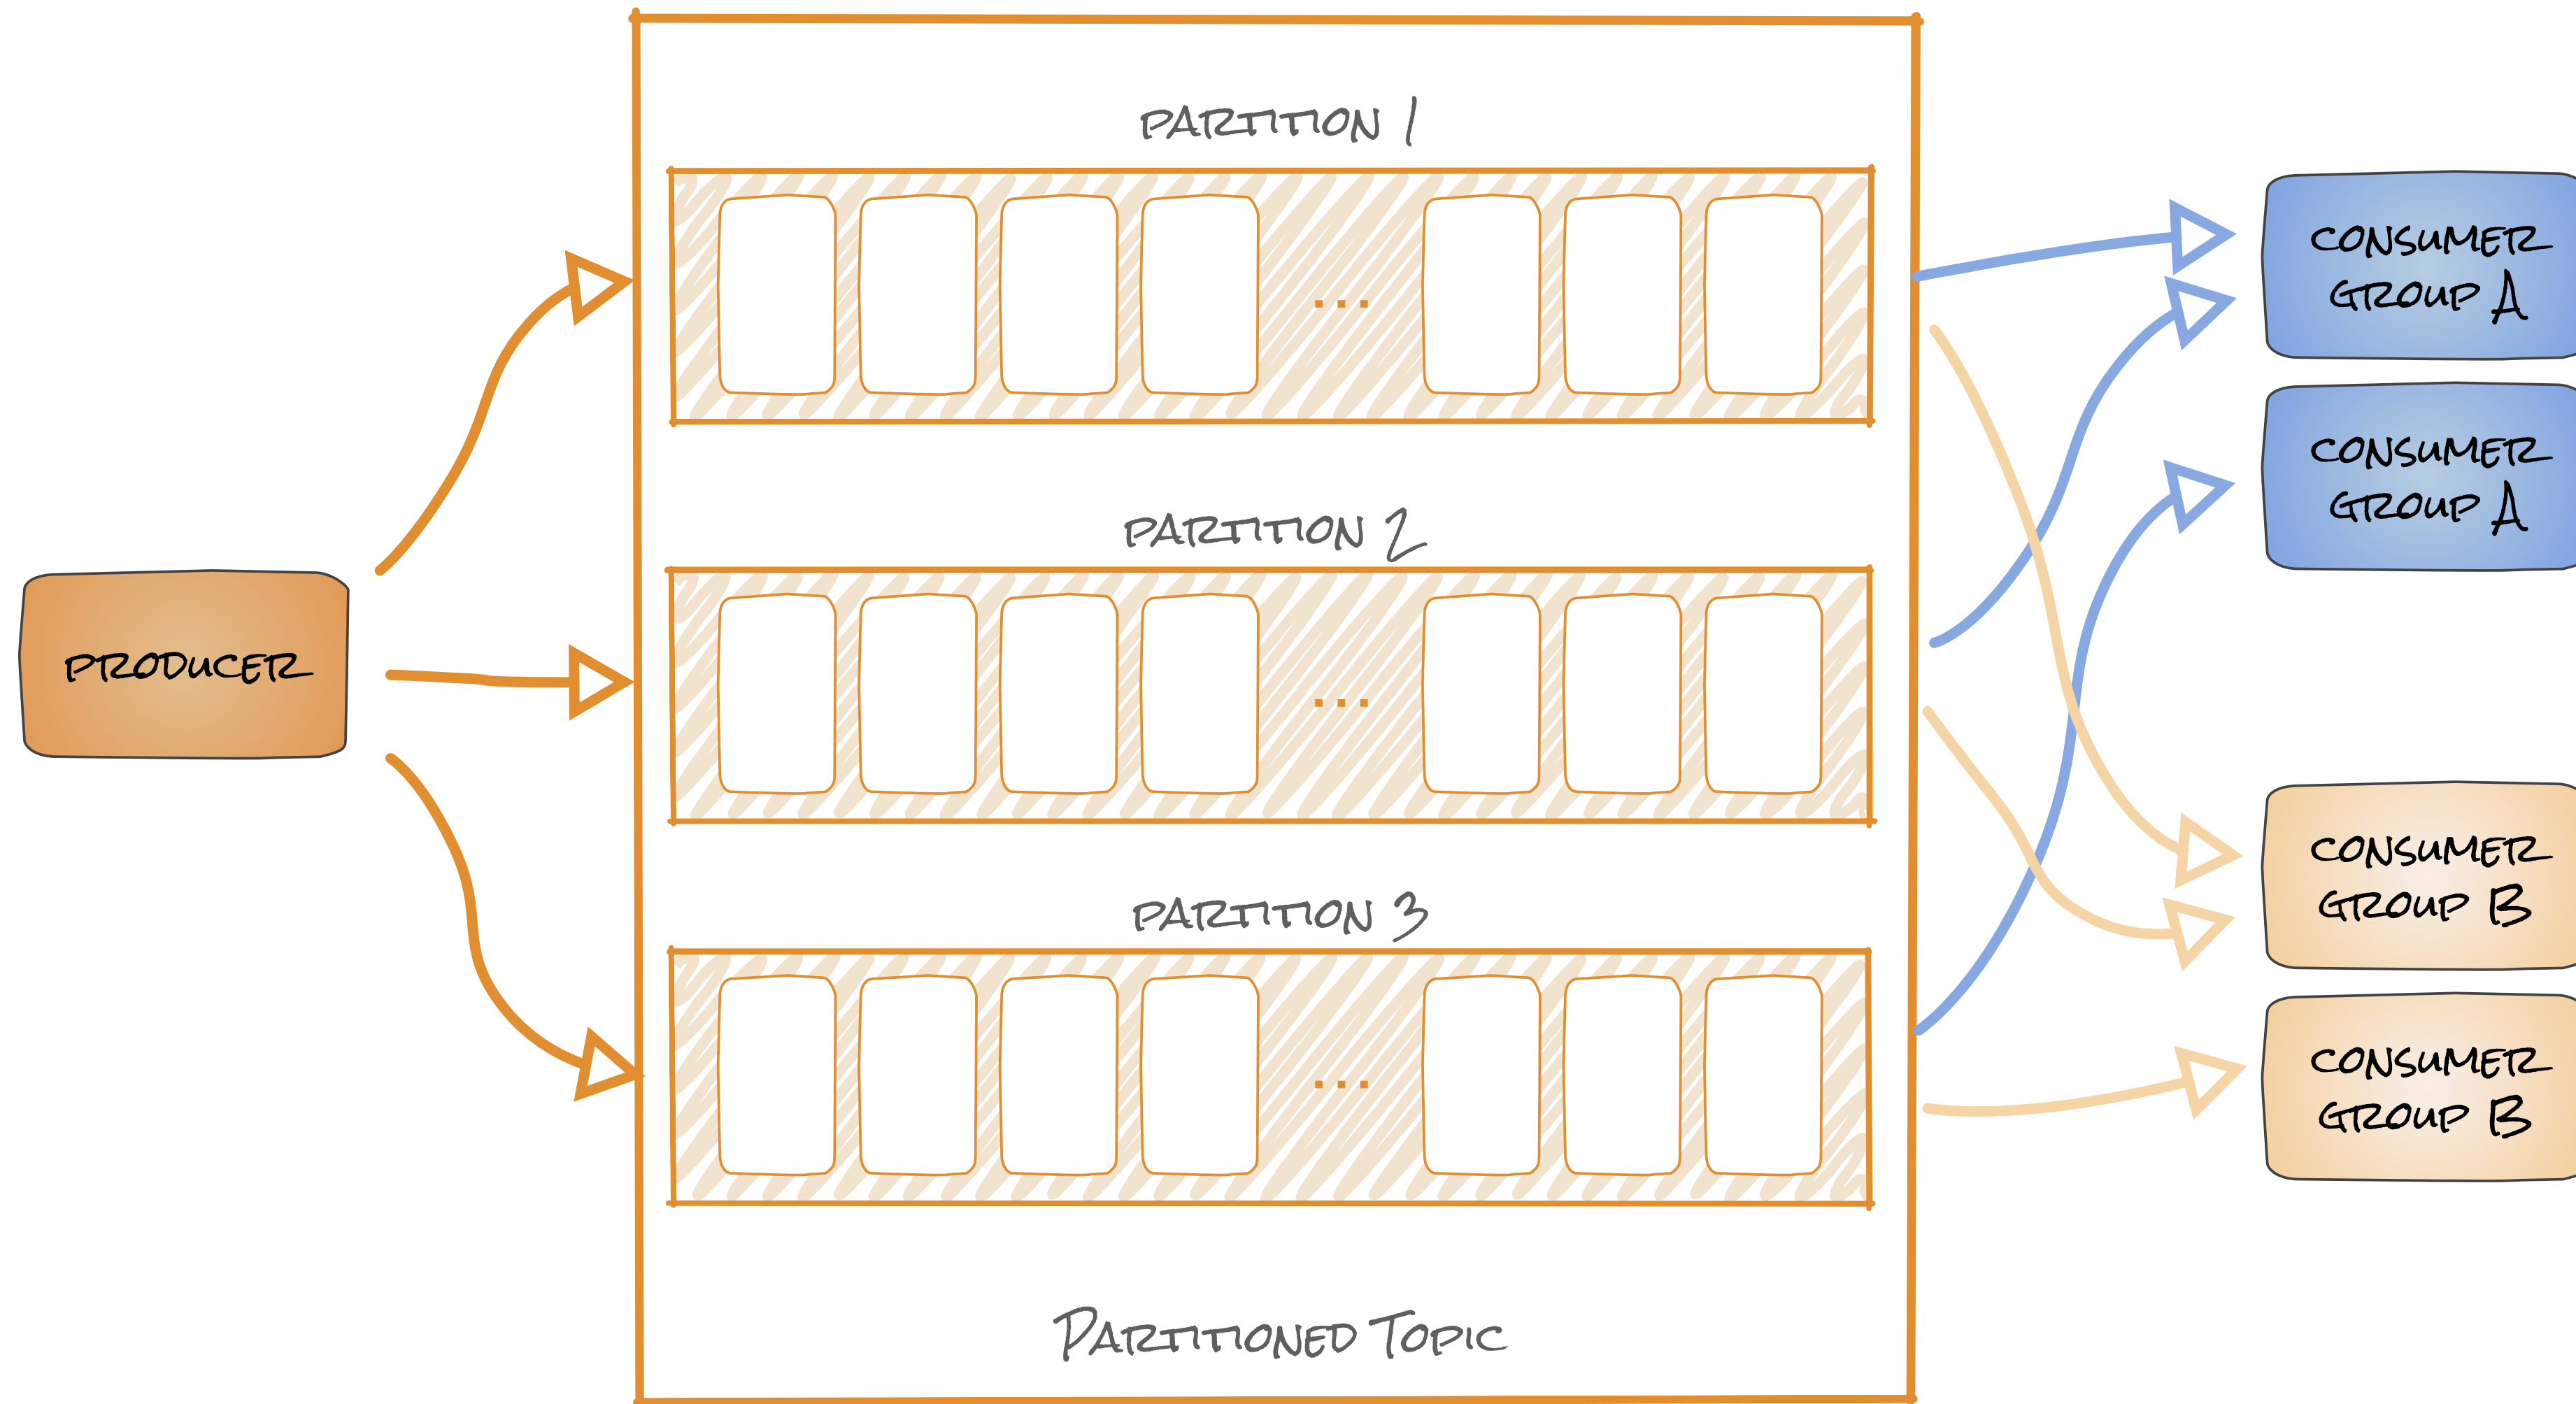 PARTITION 1
...
CONSUMER
GROUP A
CONSUMER
GROUP A
PARTITION 2
PRODUCER
...
CONSUMER
GROUP B
PARTITION 3
...
CONSUMER
GROUP B
PARTITIONED TOPIC